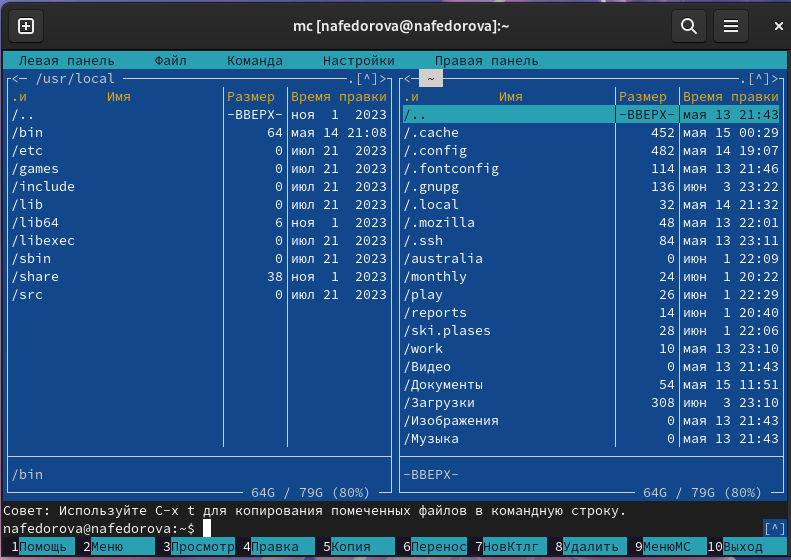 mc [nafedorova@nafedorova]:~
Левая панель Файл Команда Настройки Правая панель
<— /usr/local .[^]>
.и Имя Размер Время правки
/.. -ВВЕРХ- ноя 1 2023
/bin 64 мая 14 21:08
/etc 0 июл 21 2023
/games 0 июл 21 2023
/include 0 июл 21 2023
/lib 0 июл 21 2023
/lib64 6 ноя 1 2023
/libexec 0 июл 21 2023
/sbin 0 июл 21 2023
/share 38 ноя 1 2023
/src 0 июл 21 2023
/bin
64G / 79G (80%)
<— ~ .[^]>
.и Имя Размер Время правки
/.. -ВВЕРХ- мая 13 21:43
/.cache 452 мая 15 00:29
/.config 482 мая 14 19:07
/.fontconfig 114 мая 13 21:46
/.gnupg 136 июн 3 23:22
/.local 32 мая 14 21:32
/.mozilla 48 мая 13 22:01
/.ssh 84 мая 13 23:11
/australia 0 июн 1 22:09
/monthly 24 июн 1 20:22
/play 26 июн 1 22:29
/reports 14 июн 1 20:40
/ski.plases 28 июн 1 22:06
/work 10 мая 13 23:10
/Видео 0 мая 13 21:43
/Документы 54 мая 15 11:51
/Загрузки 308 июн 3 23:10
/Изображения 0 мая 13 21:43
/Музыка 0 мая 13 21:43
-ВВЕРХ-
64G / 79G (80%)
Совет: Используйте C-x t для копирования помеченных файлов в командную строку.
nafedorova@nafedorova:~$ [^]
1Помощь 2Меню 3Просмотр 4Правка 5Копия 6Перенос 7НовКтлг 8Удалить 9МенюМС 10Выход